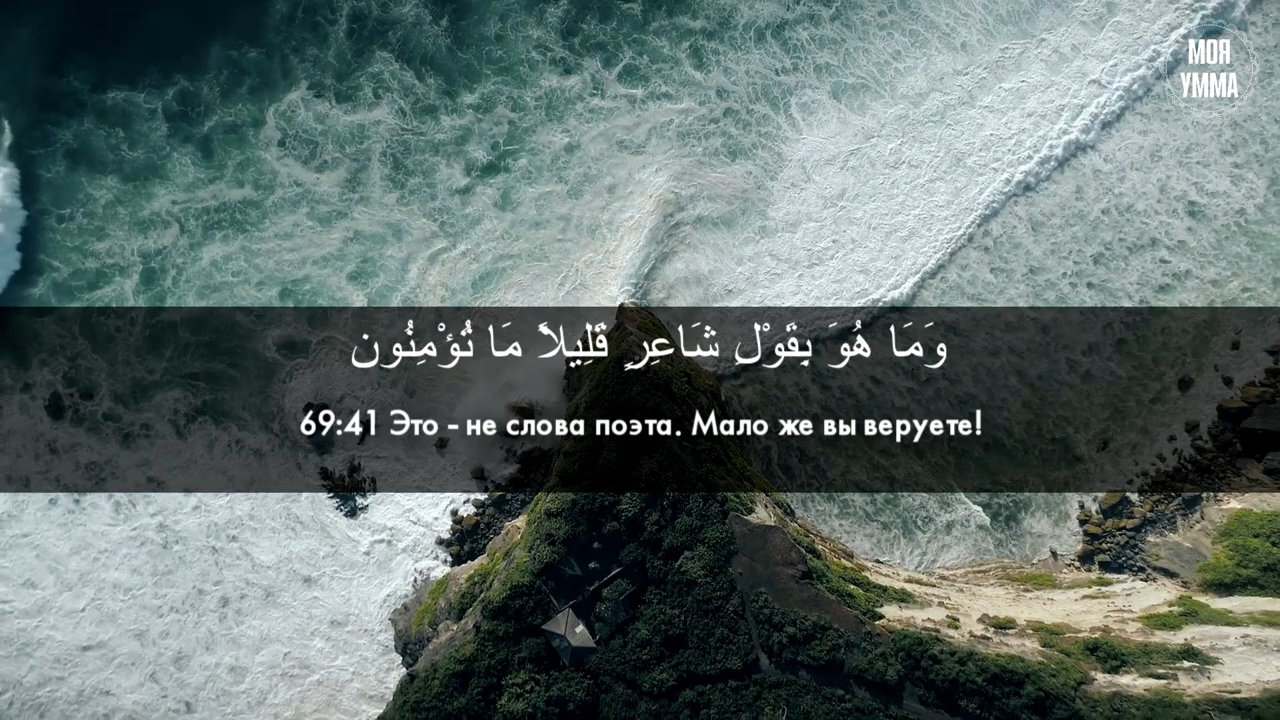 МОЯ
УММА
وَمَا هُوَ بِقَوْلِ شَاعِرٍ قَلِيلاً مَا تُؤْمِنُون
69:41 Это - не слова поэта. Мало же вы веруете!